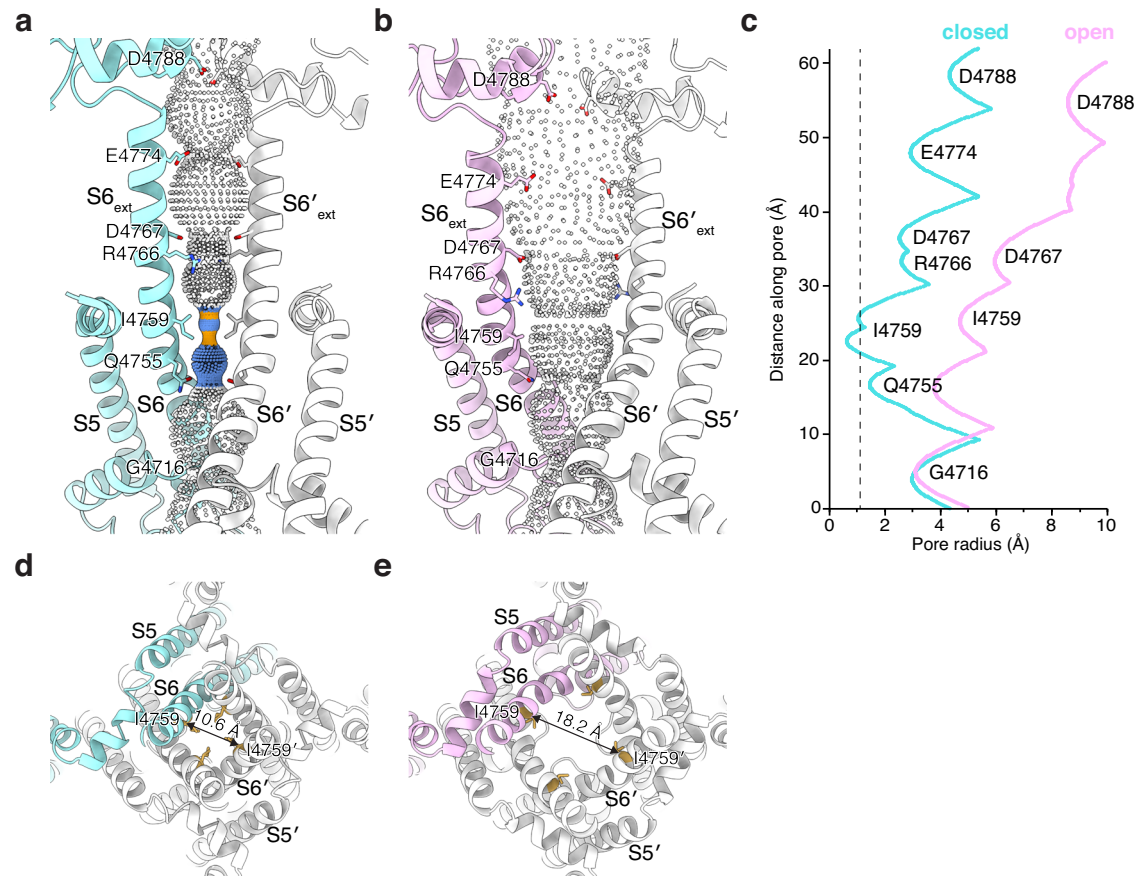 a
D4788
E4774
S6ext
S6′ext
D4767
R4766
I4759
Q4755
S6
S5
S6′
S5′
G4716
b
D4788
E4774
S6ext
S6′ext
D4767
R4766
I4759
Q4755
S6
S5
S6′
S5′
G4716
c
closed
open
Distance along pore (Å)
60
50
40
30
20
10
0
D4788
D4788
E4774
D4767
R4766
D4767
I4759
I4759
Q4755
G4716
0
2
4
6
8
10
Pore radius (Å)
d
S5
S6
I4759
10.6 Å
I4759′
S6′
S5′
e
S5
S6
I4759
18.2 Å
I4759′
S6′
S5′